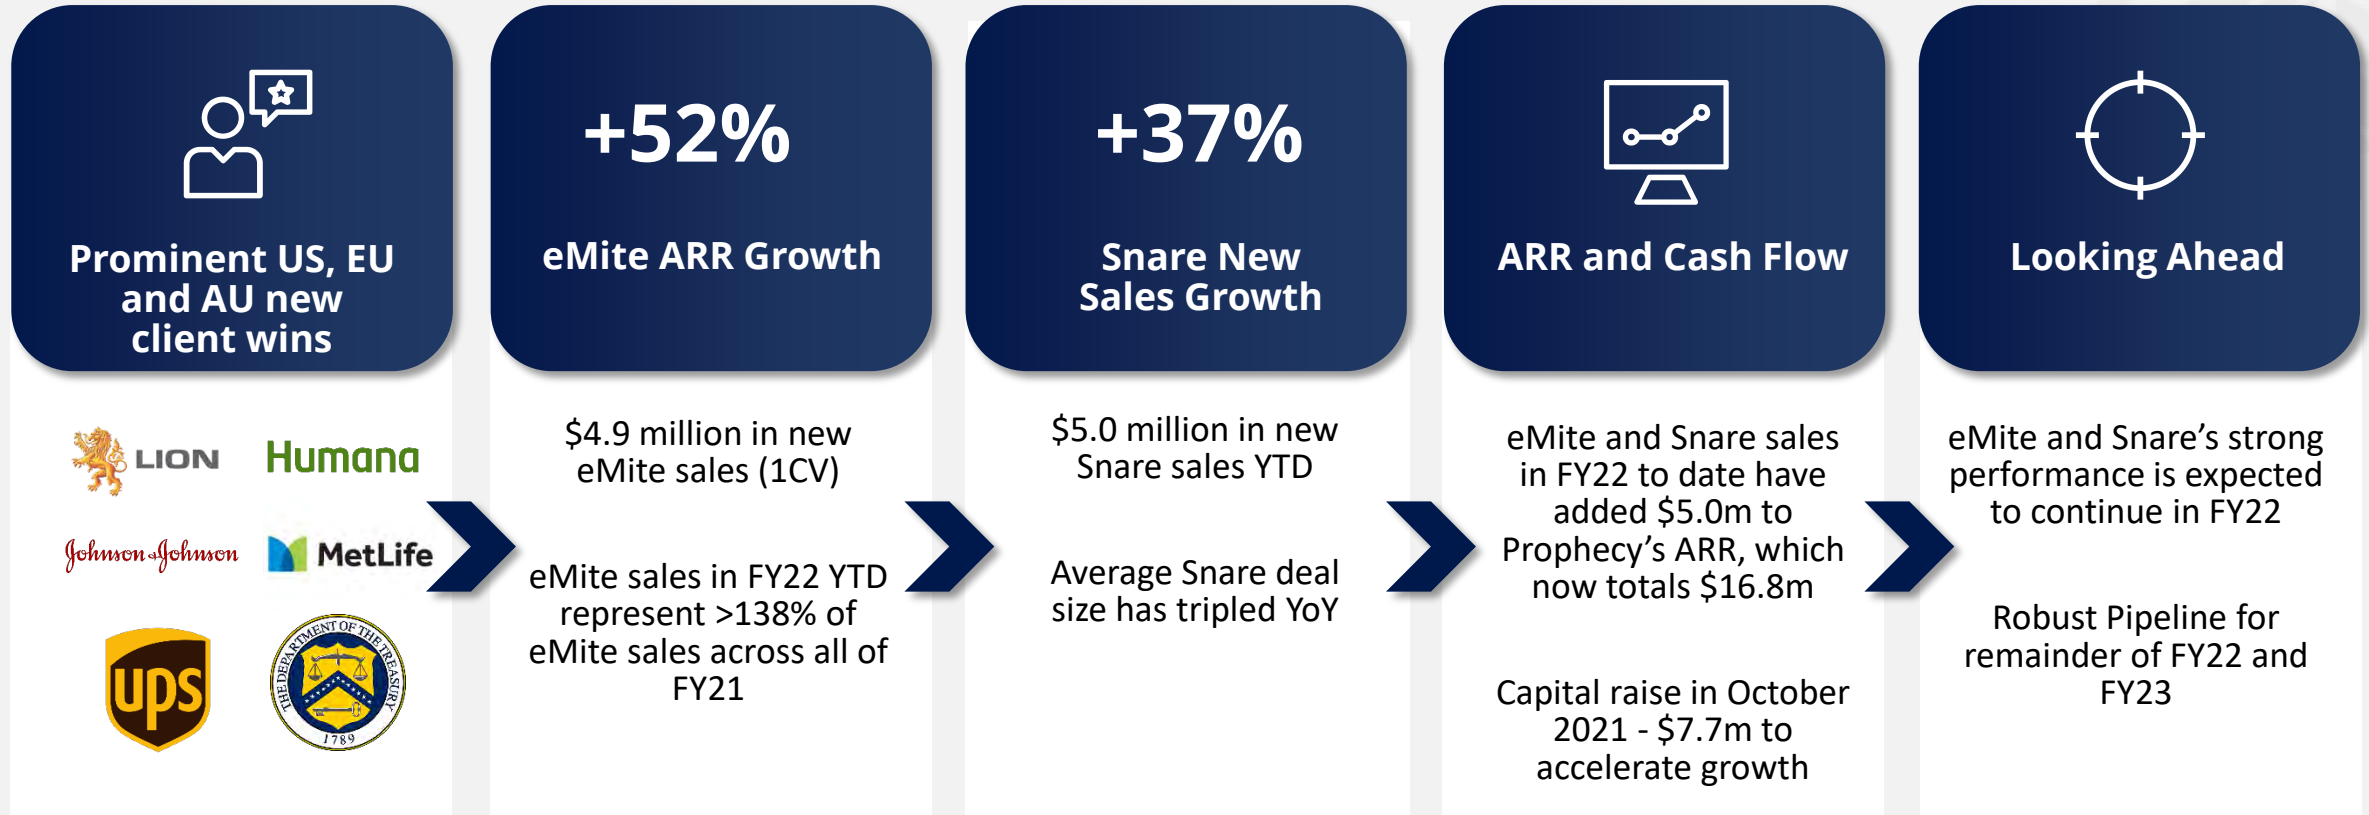 Prominent US, EU
and AU new
client wins
LION
Humana
Johnson & Johnson
MetLife
ups
THE DEPARTMENT OF THE TREASURY
1789
+52%
eMite ARR Growth
$4.9 million in new
eMite sales (1CV)
eMite sales in FY22 YTD
represent >138% of
eMite sales across all of
FY21
+37%
Snare New
Sales Growth
$5.0 million in new
Snare sales YTD
Average Snare deal
size has tripled YoY
ARR and Cash Flow
eMite and Snare sales
in FY22 to date have
added $5.0m to
Prophecy’s ARR, which
now totals $16.8m
Capital raise in October
2021 - $7.7m to
accelerate growth
Looking Ahead
eMite and Snare’s strong
performance is expected
to continue in FY22
Robust Pipeline for
remainder of FY22 and
FY23